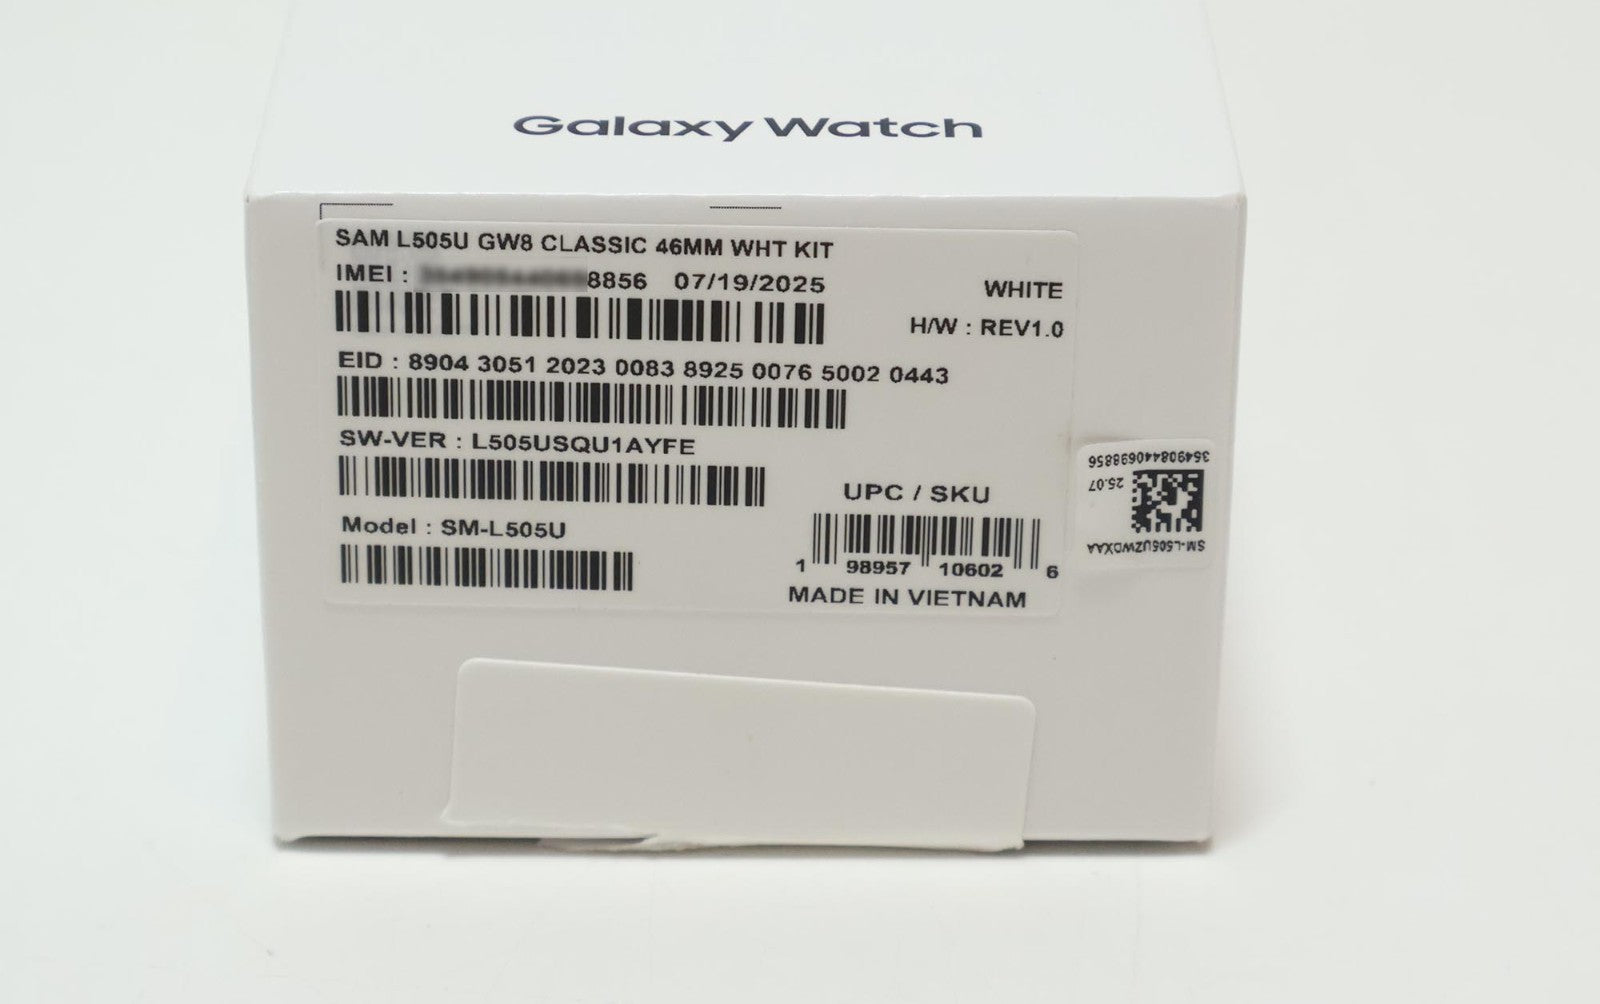 Galaxy Watch
SAM L505U GW8 CLASSIC 46MM WHT KIT
IMEI : 8856 07/19/2025
WHITE
H/W : REV1.0
EID : 8904 3051 2023 0083 8925 0076 5002 0443
SW-VER : L505USQU1AYFE
Model : SM-L505U
UPC / SKU
1 98957 10602 6
MADE IN VIETNAM
SM-L505UZWDXAA
25.07
354908440698856